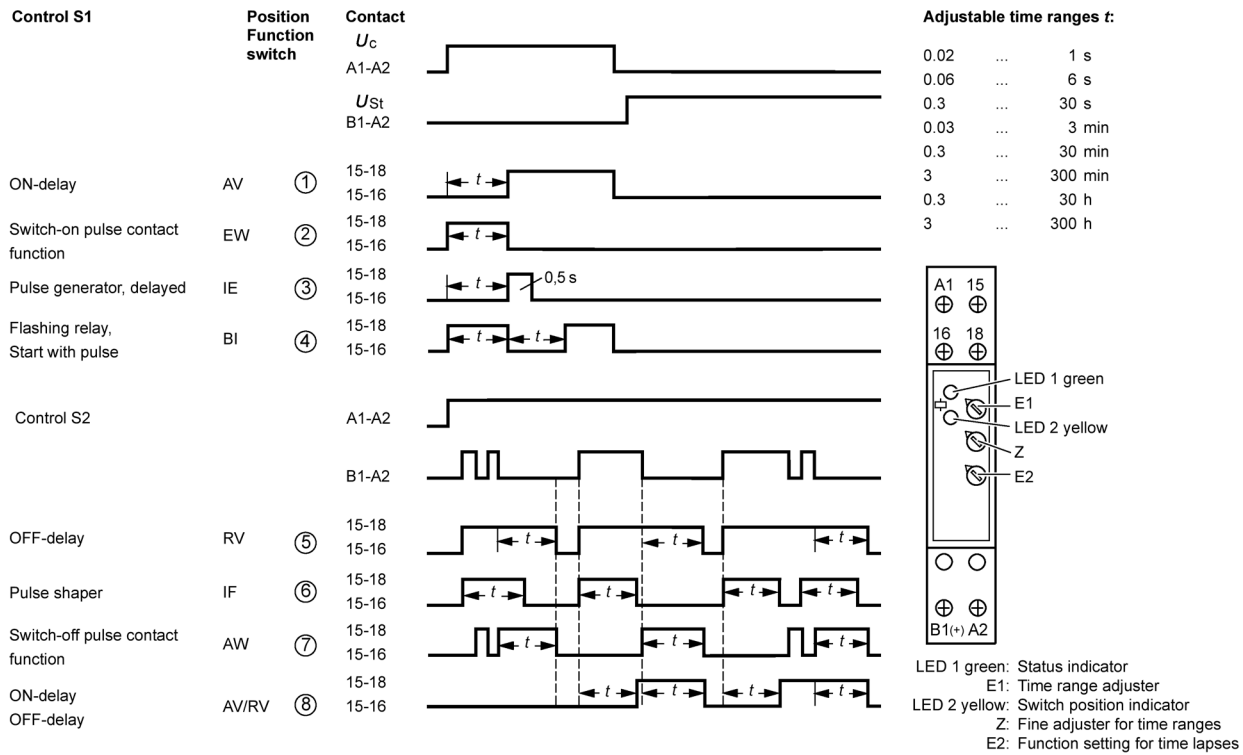 Control S1
Position
Function
switch
Contact
Uc
A1-A2
USt
B1-A2
ON-delay AV 1 15-18
15-16
t
Switch-on pulse contact
function
EW 2 15-18
15-16
t
Pulse generator, delayed IE 3 15-18
15-16
t 0,5 s
Flashing relay,
Start with pulse
BI 4 15-18
15-16
t t
Control S2 A1-A2
B1-A2
OFF-delay RV 5 15-18
15-16
t t t
Pulse shaper IF 6 15-18
15-16
t t t t
Switch-off pulse contact
function
AW 7 15-18
15-16
t t t
ON-delay
OFF-delay
AV/RV 8 15-18
15-16
t t t t
Adjustable time ranges t:
0.02 ... 1 s
0.06 ... 6 s
0.3 ... 30 s
0.03 ... 3 min
0.3 ... 30 min
3 ... 300 min
0.3 ... 30 h
3 ... 300 h
A1 15
16 18
LED 1 green
E1
LED 2 yellow
Z
E2
B1(+) A2
LED 1 green: Status indicator
E1: Time range adjuster
LED 2 yellow: Switch position indicator
Z: Fine adjuster for time ranges
E2: Function setting for time lapses